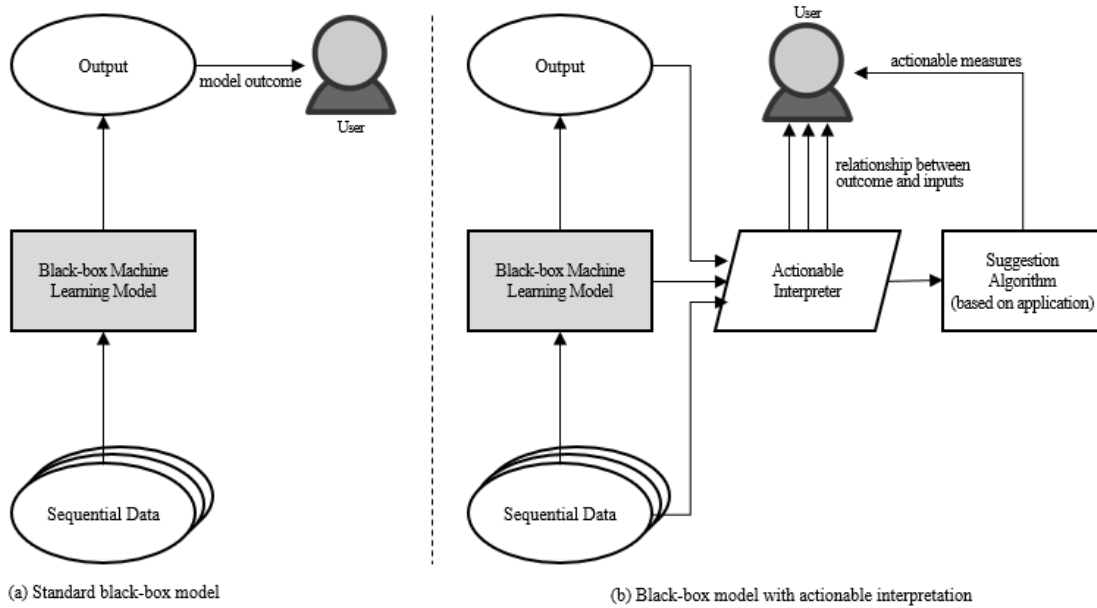 Output
model outcome
User
Black-box Machine
Learning Model
Sequential Data
(a) Standard black-box model
User
Output
actionable measures
relationship between
outcome and inputs
Black-box Machine
Learning Model
Actionable
Interpreter
Suggestion
Algorithm
(based on application)
Sequential Data
(b) Black-box model with actionable interpretation